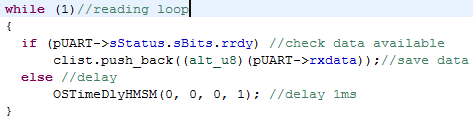 while (1)//reading loop
{
if (pUART->sStatus.sBits.rrdy) //check data available
clist.push_back((alt_u8)(pUART->rxdata));//save data
else //delay
OSTimeDlyHMSM(0, 0, 0, 1); //delay 1ms
}